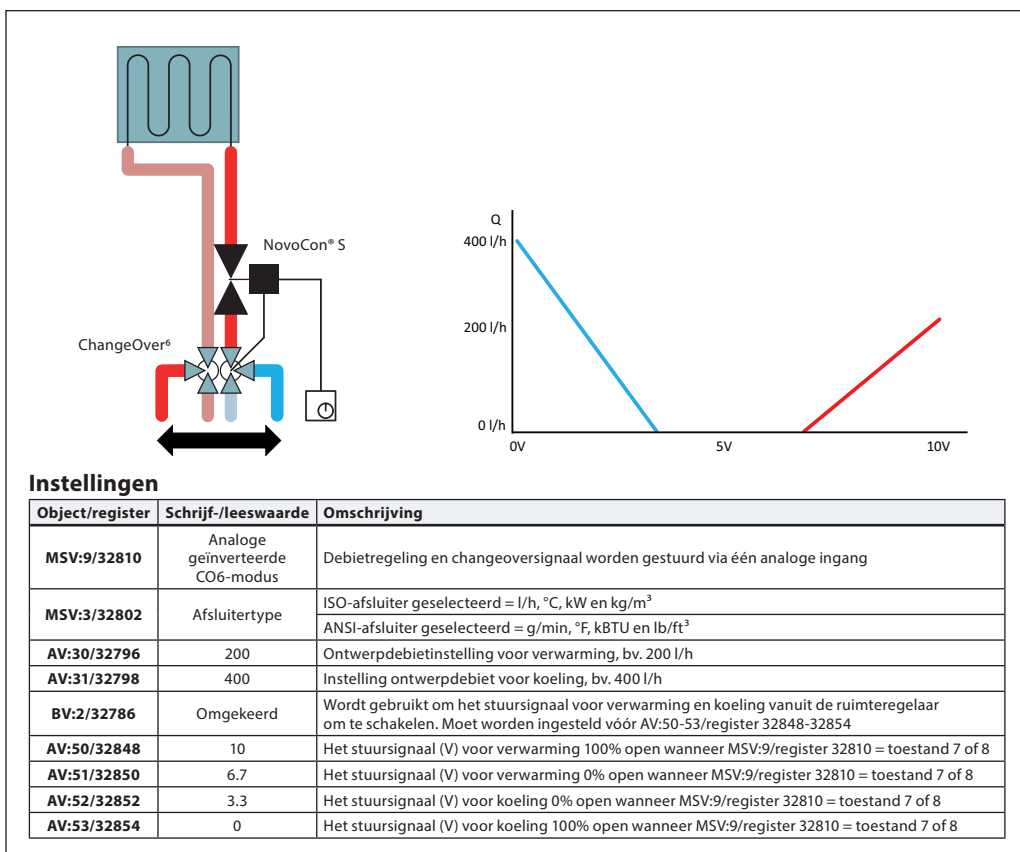 NovoCon® S
ChangeOver⁶
Q
400 l/h
200 l/h
0 l/h
0V
5V
10V
Instellingen
Object/register Schrijf-/leeswaarde Omschrijving
MSV:9/32810 Analoge geïnverteerde CO6-modus Debietregeling en changeoversignaal worden gestuurd via één analoge ingang
MSV:3/32802 Afsluitertype ISO-afsluiter geselecteerd = l/h, °C, kW en kg/m³
ANSI-afsluiter geselecteerd = g/min, °F, kBTU en lb/ft³
AV:30/32796 200 Ontwerpdebietinstelling voor verwarming, bv. 200 l/h
AV:31/32798 400 Instelling ontwerpdebiet voor koeling, bv. 400 l/h
BV:2/32786 Omgekeerd Wordt gebruikt om het stuursignaal voor verwarming en koeling vanuit de ruimteregelaar
om te schakelen. Moet worden ingesteld vóór AV:50-53/register 32848-32854
AV:50/32848 10 Het stuursignaal (V) voor verwarming 100% open wanneer MSV:9/register 32810 = toestand 7 of 8
AV:51/32850 6.7 Het stuursignaal (V) voor verwarming 0% open wanneer MSV:9/register 32810 = toestand 7 of 8
AV:52/32852 3.3 Het stuursignaal (V) voor koeling 0% open wanneer MSV:9/register 32810 = toestand 7 of 8
AV:53/32854 0 Het stuursignaal (V) voor koeling 100% open wanneer MSV:9/register 32810 = toestand 7 of 8